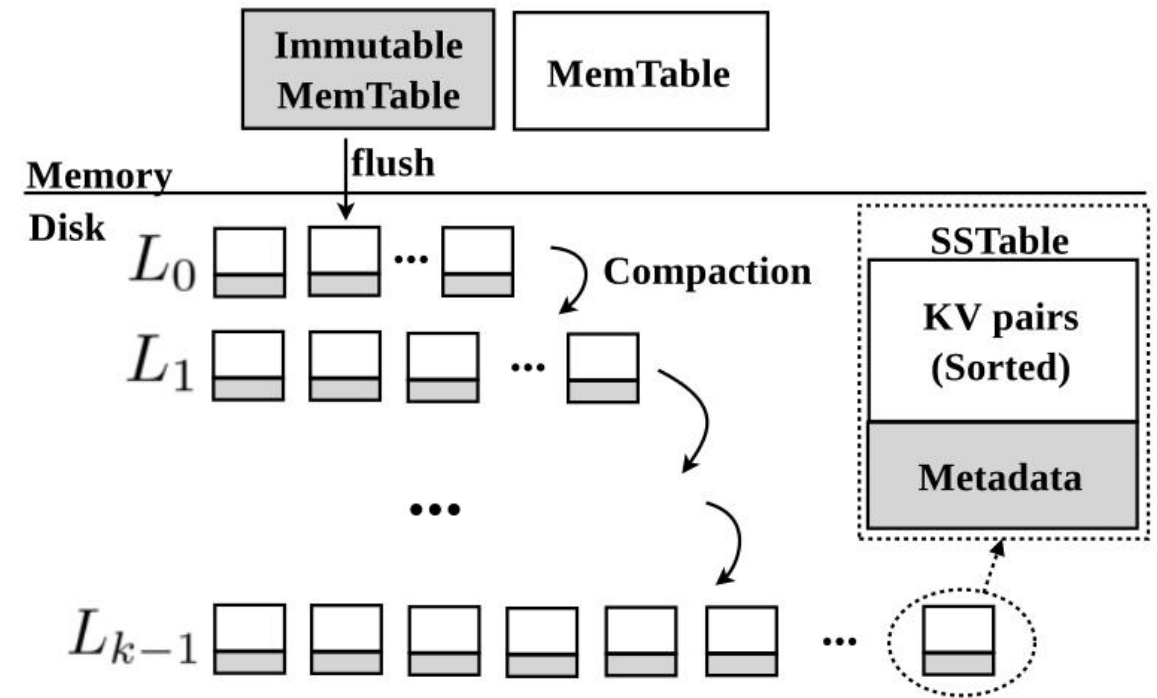 Immutable
MemTable
MemTable
flush
Memory
Disk
L₀
...
Compaction
SSTable
KV pairs
(Sorted)
Metadata
L₁
...
...
Lₖ₋₁
...